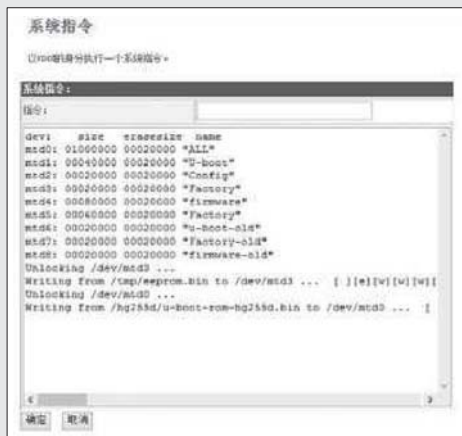 系统指令
以root的身分执行一个系统指令。
系统指令:
指令:
dev: size erasesize name
mtd0: 01000000 00020000 "ALL"
mtd1: 00040000 00020000 "U-boot"
mtd2: 00020000 00020000 "Config"
mtd3: 00020000 00020000 "Factory"
mtd4: 00080000 00020000 "firmware"
mtd5: 00060000 00020000 "Factory"
mtd6: 00020000 00020000 "u-boot-old"
mtd7: 00020000 00020000 "Factory-old"
mtd8: 00020000 00020000 "firmware-old"
Unlocking /dev/mtd3 ...
Writing from /tmp/eeprom.bin to /dev/mtd3 ... [ ][e][w][w][w][
Unlocking /dev/mtd0 ...
Writing from /hg255d/u-boot-rom-hg255d.bin to /dev/mtd0 ... [
确定 取消